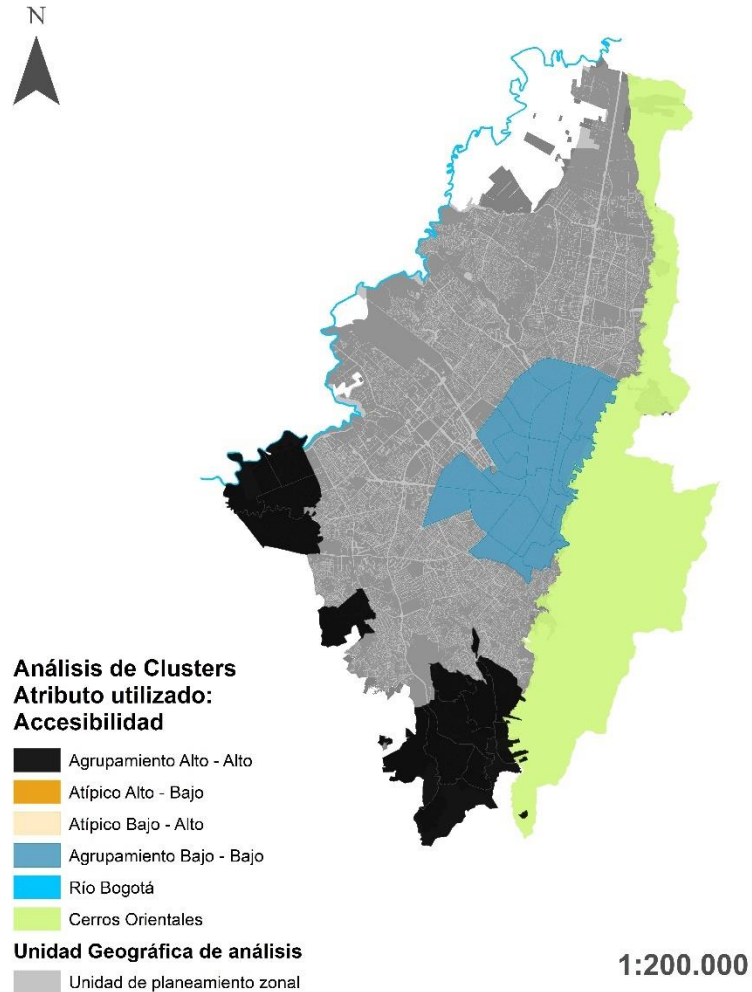 N
Análisis de Clusters
Atributo utilizado:
Accesibilidad
Agrupamiento Alto - Alto
Atípico Alto - Bajo
Atípico Bajo - Alto
Agrupamiento Bajo - Bajo
Río Bogotá
Cerros Orientales
Unidad Geográfica de análisis
Unidad de planeamiento zonal
1:200.000